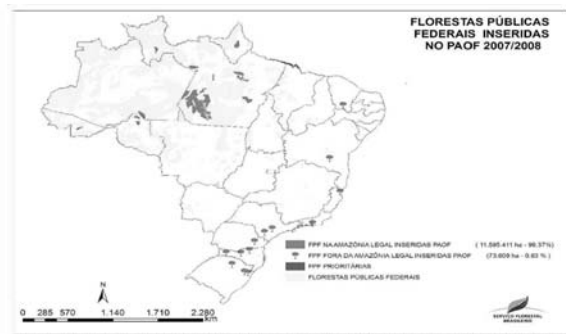 FLORESTAS PÚBLICAS
FEDERAIS INSERIDAS
NO PAOF 2007/2008
FPF NA AMAZÔNIA LEGAL INSERIDAS PAOF ( 11.595.411 ha - 99.37%)
FPF FORA DA AMAZÔNIA LEGAL INSERIDAS PAOF (73.609 ha - 0.63 %)
FPF PRIORITÁRIAS
FLORESTAS PÚBLICAS FEDERAIS
N
0 285 570 1.140 1.710 2.280
km
SERVIÇO FLORESTAL
BRASILEIRO